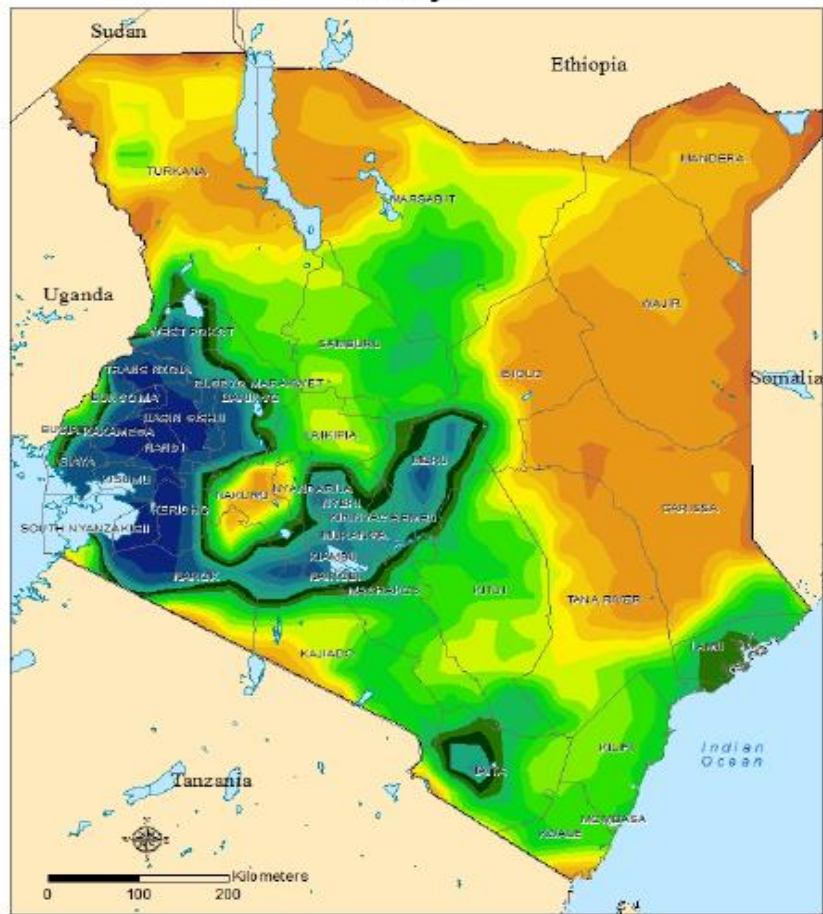 Sudan
Ethiopia
MANDERA
TURKANA
MARSABIT
Uganda
WAJIR
WEST POKOT
SAMBURU
Somalia
TRANS NZOIA
ISIOLO
ELGEYO MARAKWET
BUNGOMA
BARINGO
UASIN GISHU
BUSIA
KAKAMEGA
LAIKIPIA
NANDI
MERU
SIAYA
KISUMU
NAKURU
NYANDARUA
NYERI
GARISSA
KERICHO
KIRINYAGA
EMBU
SOUTH NYANZA
KISII
MURANGA
KIAMBU
NAROK
NAIROBI
MACHAKOS
KITUI
TANA RIVER
LAMU
KAJIADO
KILIFI
Indian
Ocean
TAITA
Tanzania
MOMBASA
KWALE
Kilometers
0 100 200